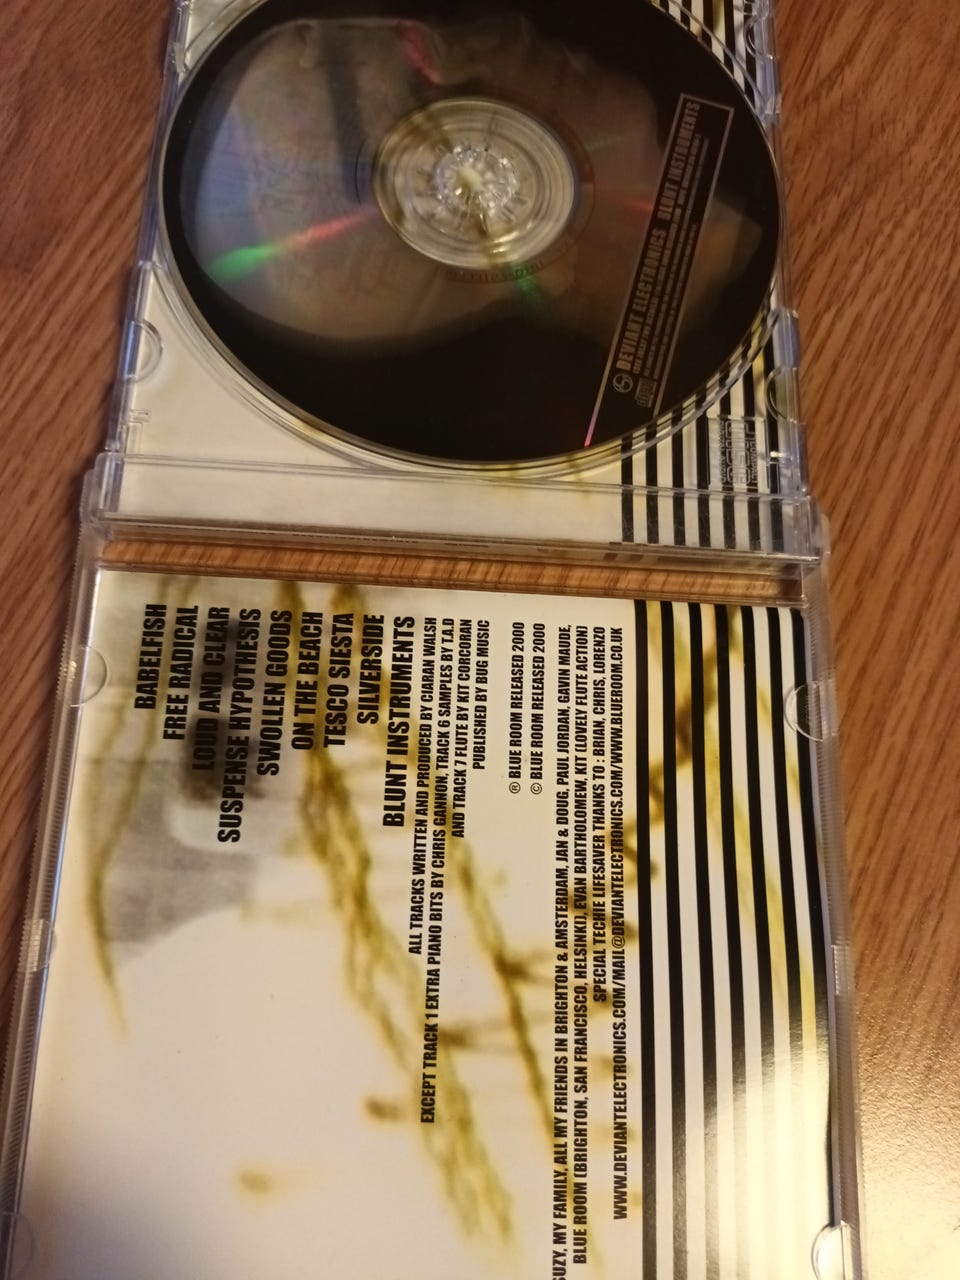 BABELFISH
FREE RADICAL
LOUD AND CLEAR
SUSPENSE HYPOTHESIS
SWOLLEN GOODS
ON THE BEACH
TESCO SIESTA
SILVERSIDE
BLUNT INSTRUMENTS
ALL TRACKS WRITTEN AND PRODUCED BY CIARAN WALSH
EXCEPT TRACK 1 EXTRA PIANO BITS BY CHRIS GANNON, TRACK 6 SAMPLES BY T.A.D
AND TRACK 7 FLUTE BY KIT CORCORAN
PUBLISHED BY BUG MUSIC
℗ BLUE ROOM RELEASED 2000
© BLUE ROOM RELEASED 2000
SUZY, MY FAMILY, ALL MY FRIENDS IN BRIGHTON & AMSTERDAM, JAN & DOUG, PAUL JORDAN, GAVIN MAUDE,
BLUE ROOM (BRIGHTON, SAN FRANCISCO, HELSINKI), EVAN BARTHOLOMEW, KIT (LOVELY FLUTE ACTION)
SPECIAL TECHIE LIFESAVER THANKS TO : BRIAN, CHRIS, LORENZO
WWW.DEVIANTELECTRONICS.COM/MAIL@DEVIANTELECTRONICS.COM/WWW.BLUEROOM.CO.UK
DEVIANT ELECTRONICS BLUNT INSTRUMENTS